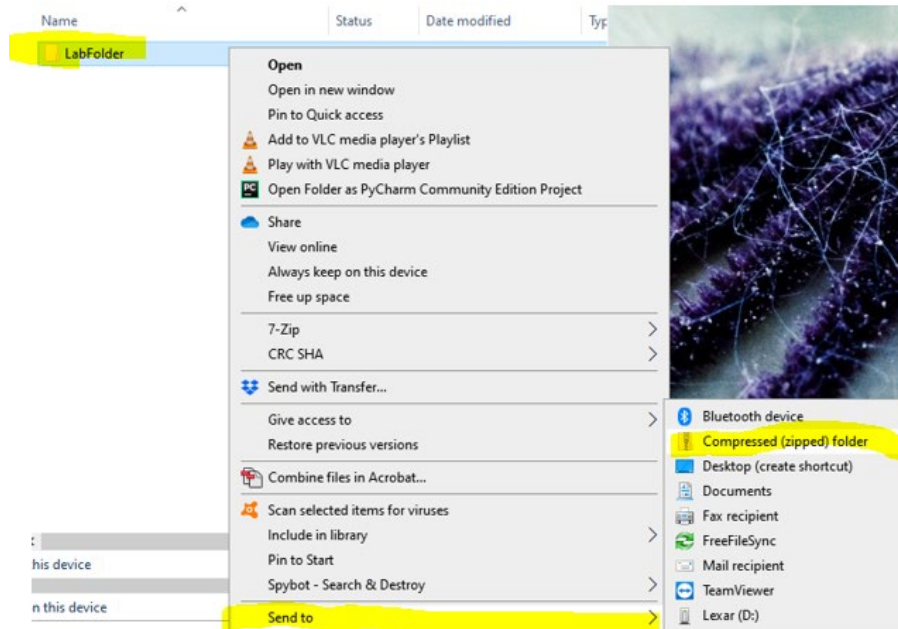 Name Status Date modified Typ
LabFolder
Open
Open in new window
Pin to Quick access
Add to VLC media player's Playlist
Play with VLC media player
PC Open Folder as PyCharm Community Edition Project
Share
View online
Always keep on this device
Free up space
7-Zip
CRC SHA
Send with Transfer...
Give access to
Restore previous versions
Combine files in Acrobat...
Scan selected items for viruses
Include in library
Pin to Start
Spybot - Search & Destroy
Send to
Bluetooth device
Compressed (zipped) folder
Desktop (create shortcut)
Documents
Fax recipient
FreeFileSync
Mail recipient
TeamViewer
Lexar (D:)
his device
n this device